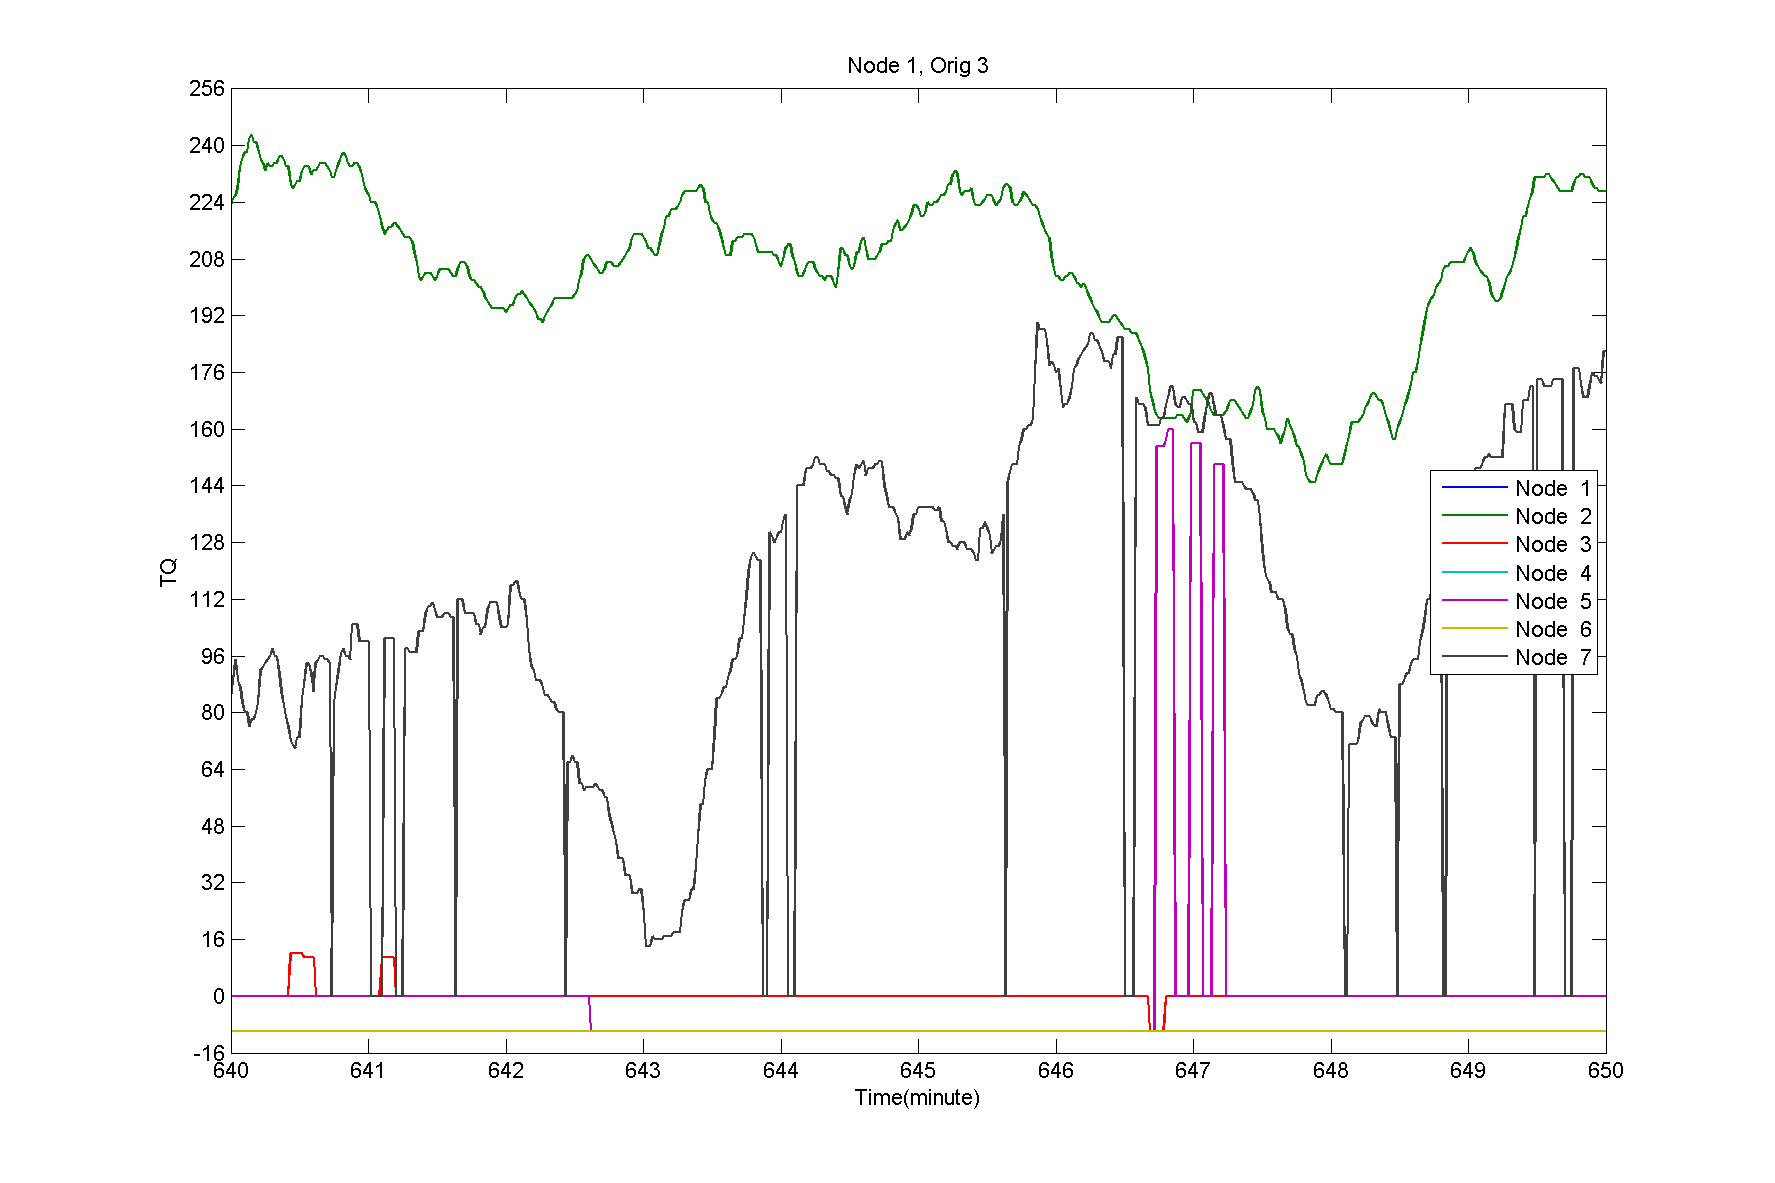 Node 1, Orig 3
256
240
224
208
192
176
160
144
128
112
96
80
64
48
32
16
0
-16
TQ
Node 1
Node 2
Node 3
Node 4
Node 5
Node 6
Node 7
640 641 642 643 644 645 646 647 648 649 650
Time(minute)